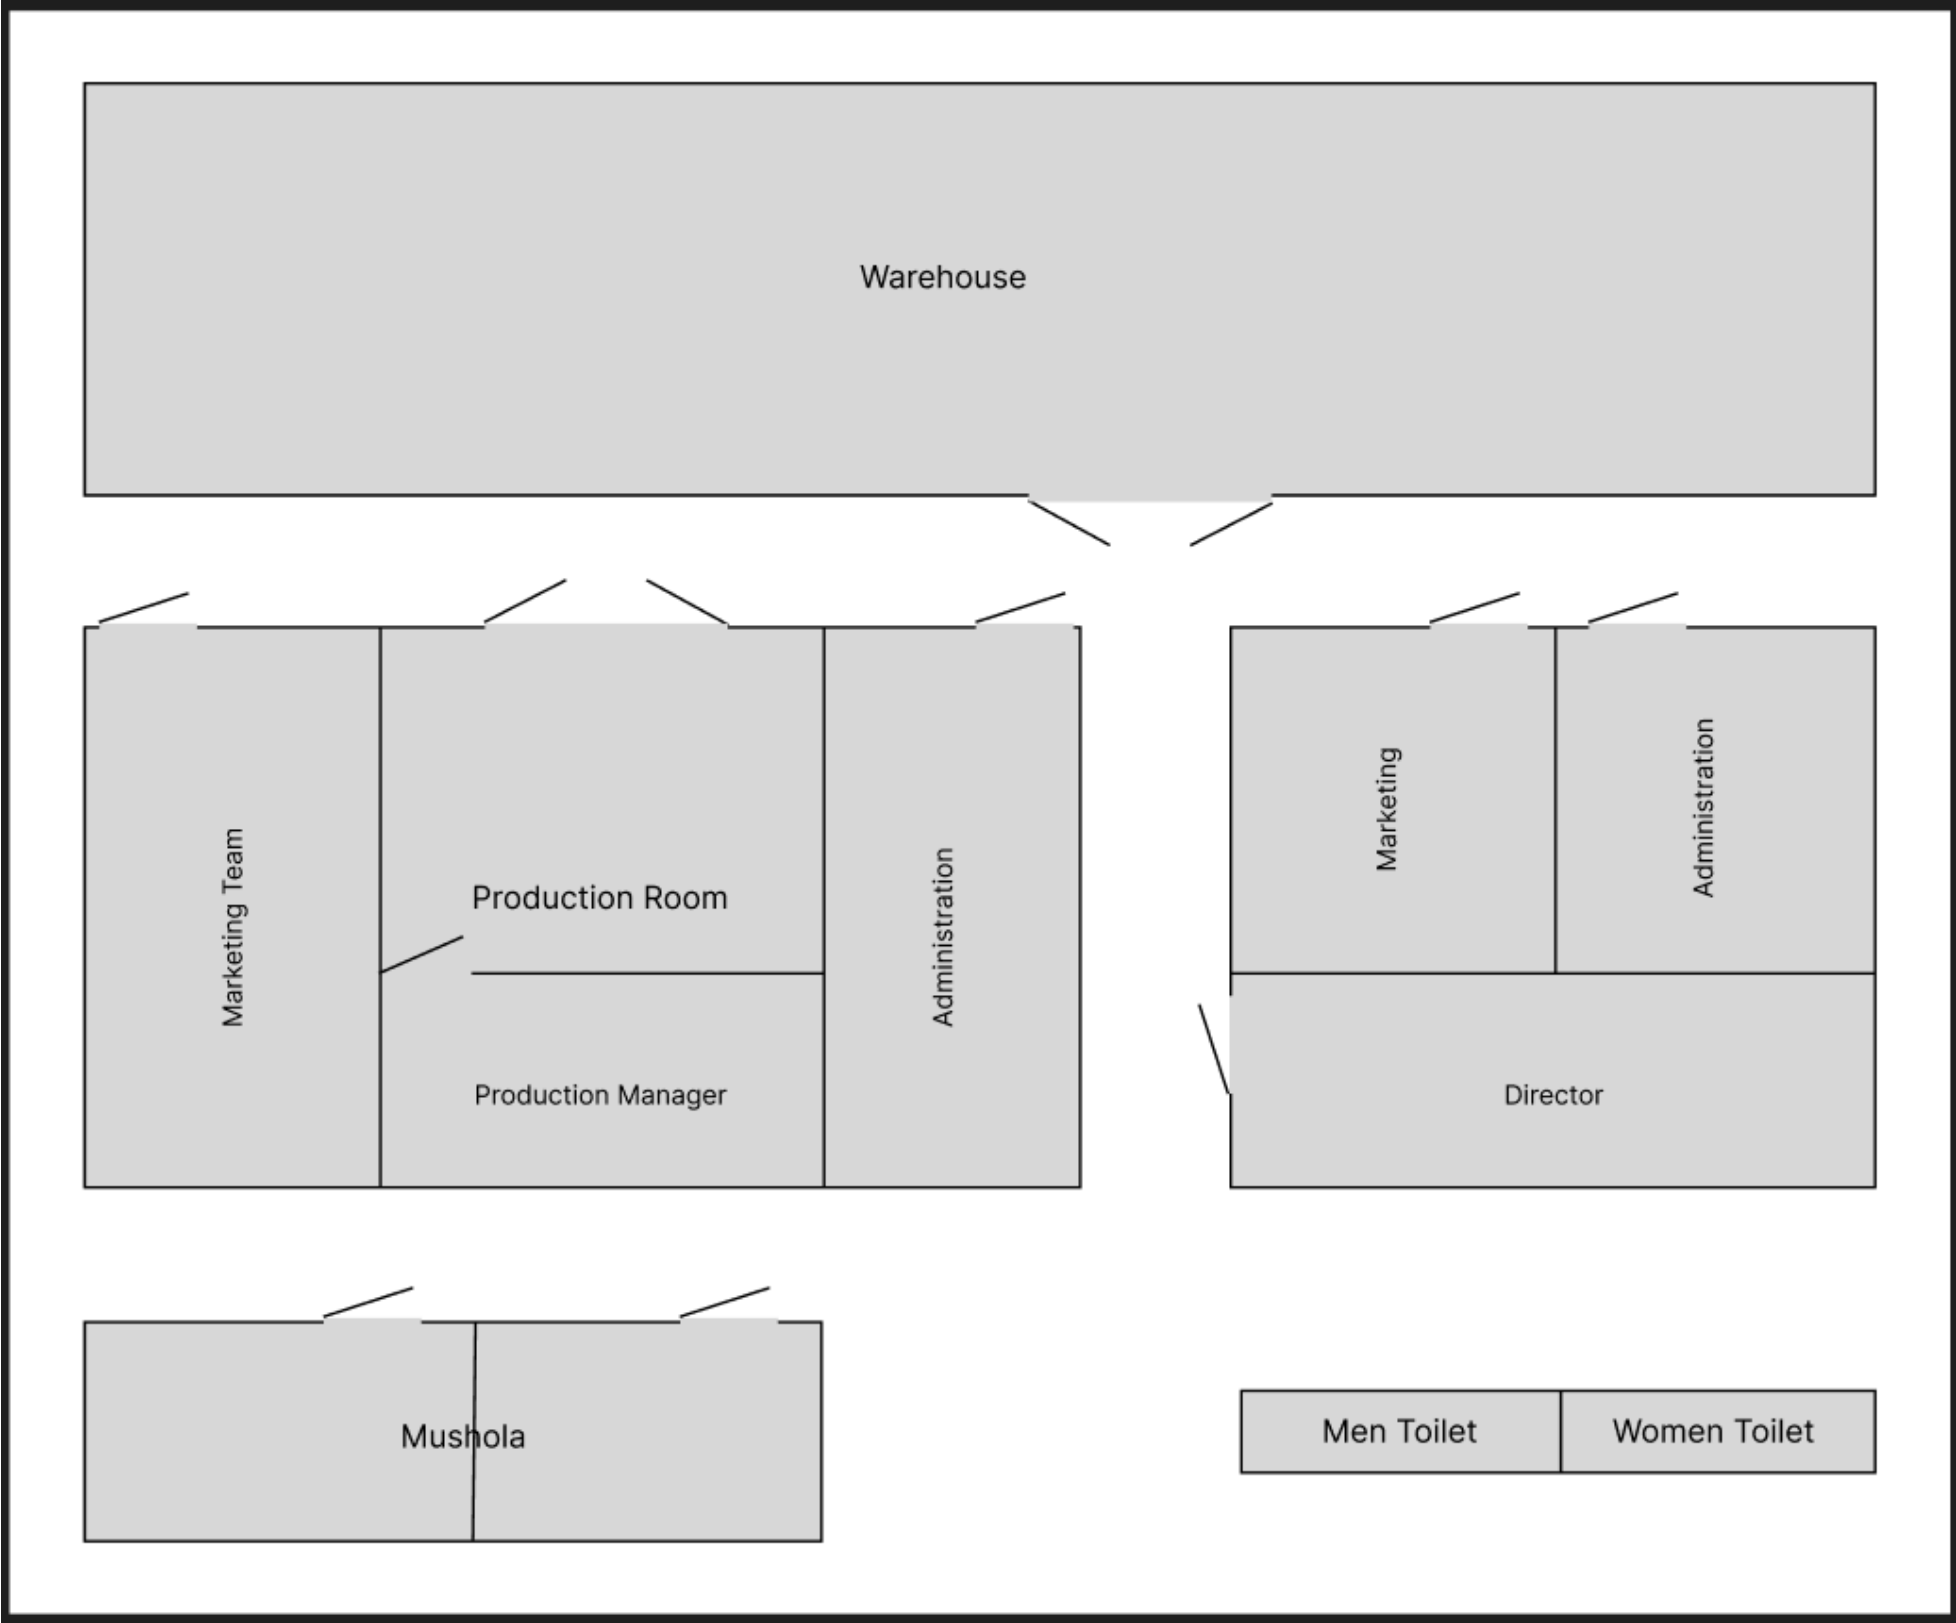 Warehouse
Marketing Team
Production Room
Production Manager
Administration
Marketing
Administration
Director
Mushola
Men Toilet
Women Toilet